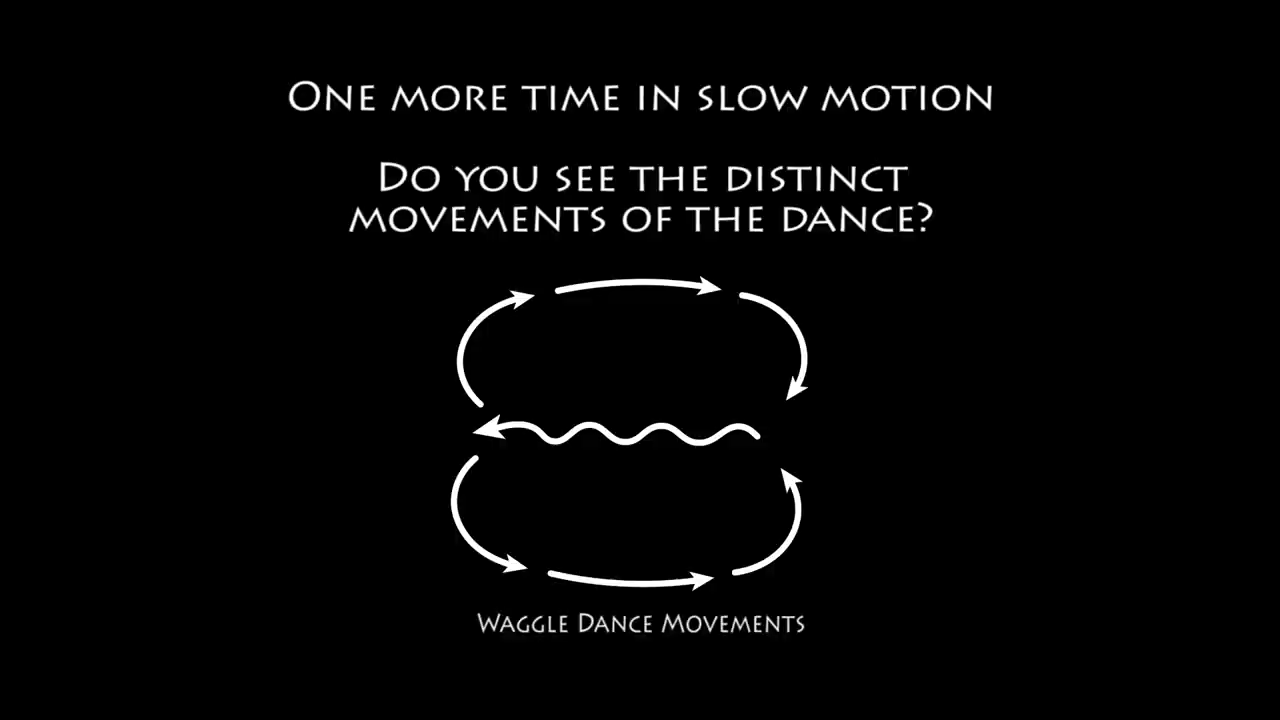 One more time in slow motion
Do you see the distinct
movements of the dance?
Waggle Dance Movements